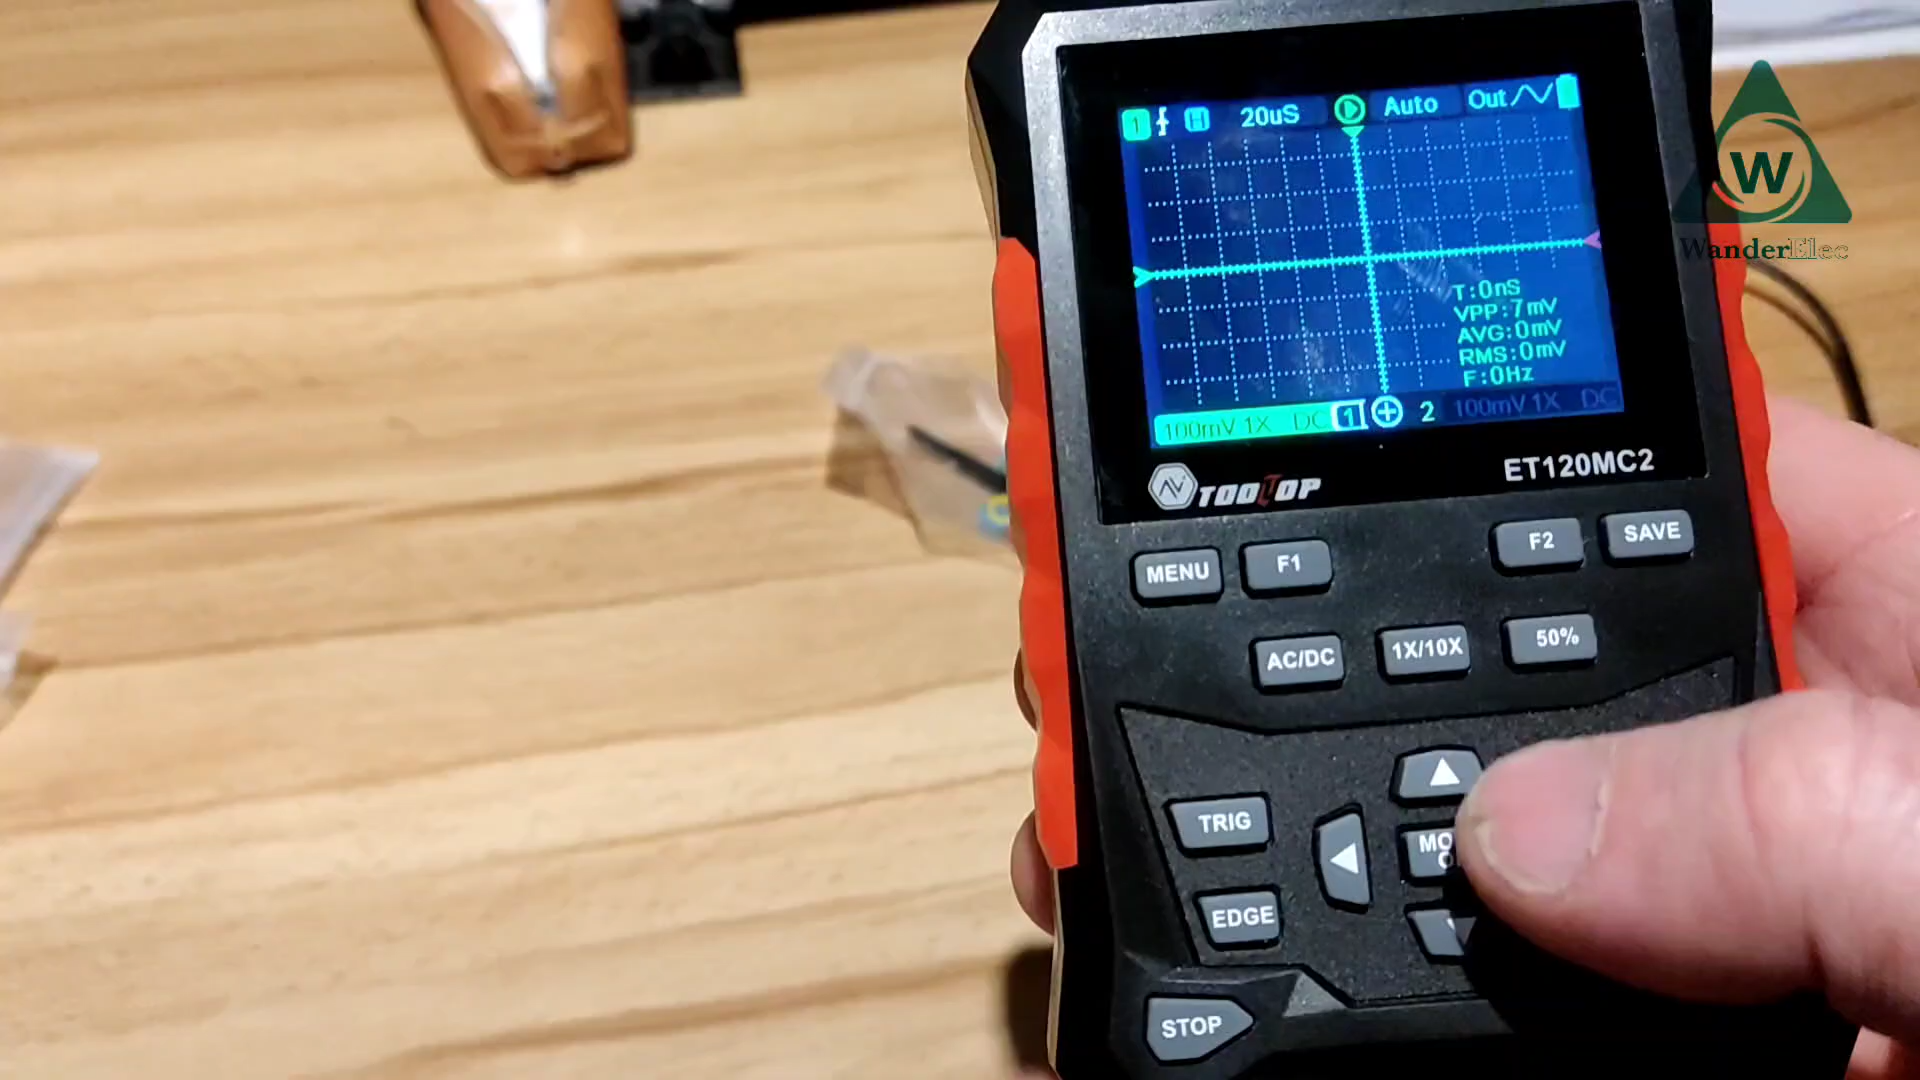 1 H 20uS Auto Out
T:0nS
VPP:7mV
AVG:0mV
RMS:0mV
F:0Hz
100mV 1X DC 1 2 100mV 1X DC
TOOLTOP
ET120MC2
MENU F1 F2 SAVE
AC/DC 1X/10X 50%
TRIG
EDGE
STOP
W
WanderElec